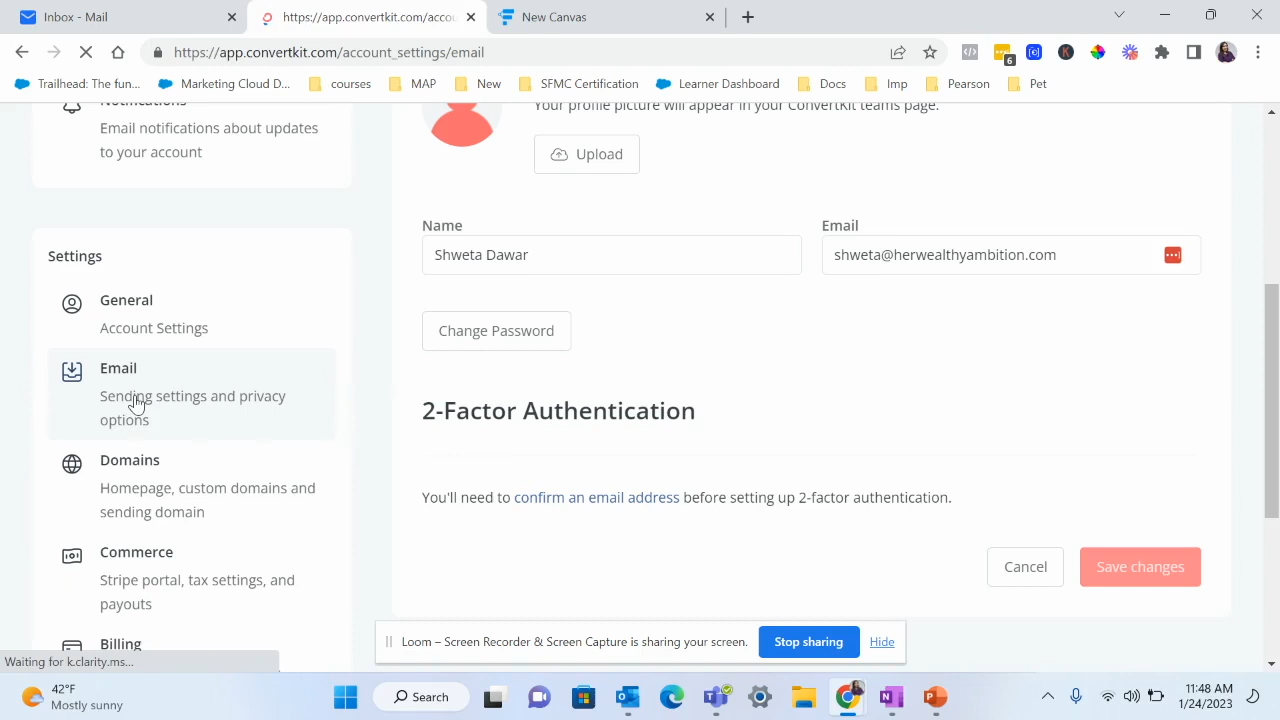 Inbox - Mail
https://app.convertkit.com/accou
New Canvas
https://app.convertkit.com/account_settings/email
6
K
Trailhead: The fun...
Marketing Cloud D...
courses
MAP
New
SFMC Certification
Learner Dashboard
Docs
Imp
Pearson
Pet
Notifications
Email notifications about updates
to your account
Your profile picture will appear in your ConvertKit teams page.
Upload
Name
Email
Shweta Dawar
shweta@herwealthyambition.com
Change Password
Settings
General
Account Settings
Email
Sending settings and privacy
options
Domains
Homepage, custom domains and
sending domain
Commerce
Stripe portal, tax settings, and
payouts
Billing
2-Factor Authentication
You'll need to confirm an email address before setting up 2-factor authentication.
Cancel
Save changes
Loom – Screen Recorder & Screen Capture is sharing your screen.
Stop sharing
Hide
Waiting for k.clarity.ms...
42°F
Mostly sunny
Search
11:48 AM
1/24/2023